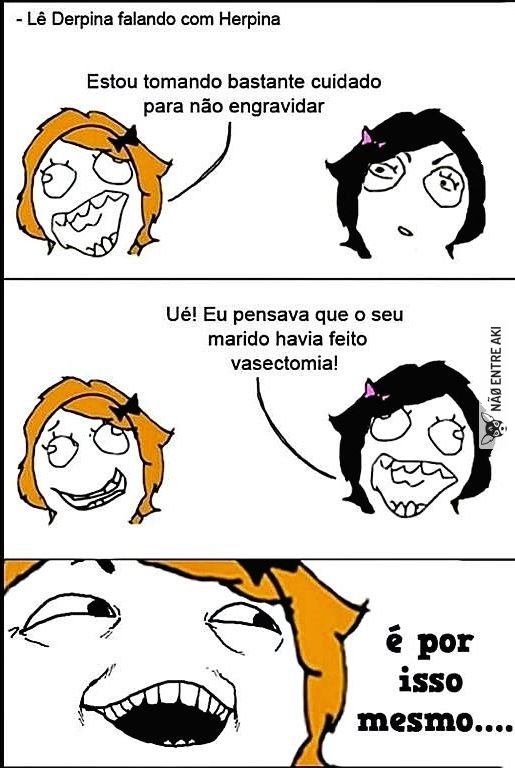 - Lê Derpina falando com Herpina
Estou tomando bastante cuidado
para não engravidar
Ué! Eu pensava que o seu
marido havia feito
vasectomia!
NÃO ENTRE AKI
é por
isso
mesmo....